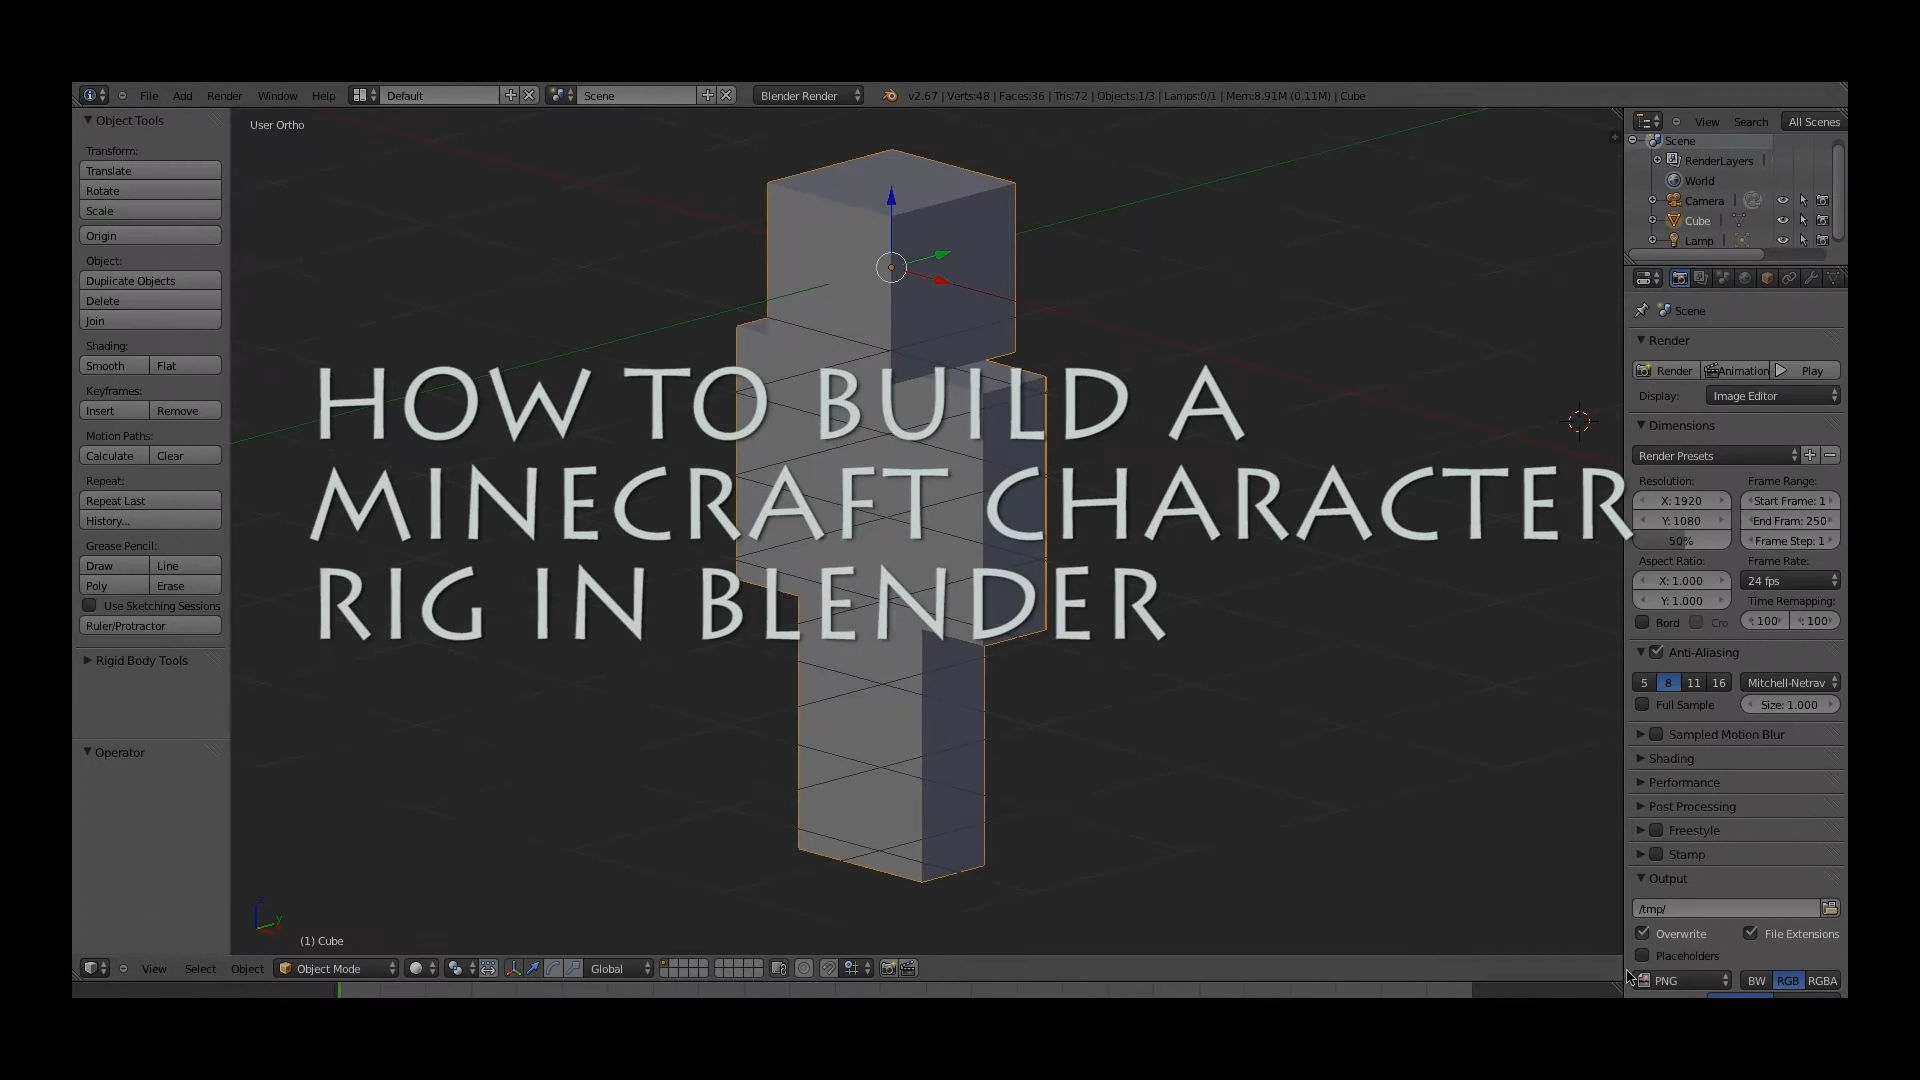 File Add Render Window Help Default Scene Blender Render v2.67 | Verts:48 | Faces:36 | Tris:72 | Objects:1/3 | Lamps:0/1 | Mem:8.91M (0.11M) | Cube
Object Tools
Transform:
Translate
Rotate
Scale
Origin
Object:
Duplicate Objects
Delete
Join
Shading:
Smooth Flat
Keyframes:
Insert Remove
Motion Paths:
Calculate Clear
Repeat:
Repeat Last
History...
Grease Pencil:
Draw Line
Poly Erase
Use Sketching Sessions
Ruler/Protractor
Rigid Body Tools
Operator
User Ortho
HOW TO BUILD A
MINECRAFT CHARACTER
RIG IN BLENDER
z
y
(1) Cube
View Select Object Object Mode Global
View Search All Scenes
Scene
RenderLayers
World
Camera
Cube
Lamp
Scene
Render
Render Animation Play
Display: Image Editor
Dimensions
Render Presets
Resolution: Frame Range:
X: 1920 Start Frame: 1
Y: 1080 End Fram: 250
50% Frame Step: 1
Aspect Ratio: Frame Rate:
X: 1.000 24 fps
Y: 1.000 Time Remapping:
Bord Cro : 100 : 100
Anti-Aliasing
5 8 11 16 Mitchell-Netrav
Full Sample Size: 1.000
Sampled Motion Blur
Shading
Performance
Post Processing
Freestyle
Stamp
Output
/tmp/
Overwrite File Extensions
Placeholders
PNG BW RGB RGBA